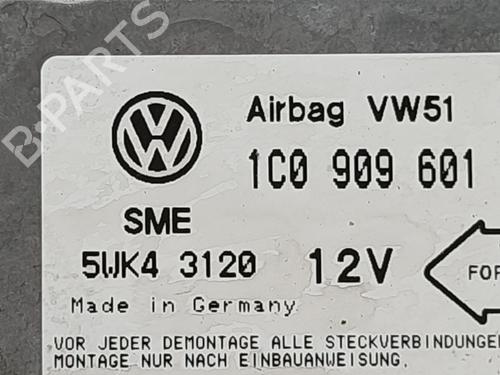 B-PARTS
Airbag VW51
1C0 909 601
SME
5WK4 3120 12V
FOR
Made in Germany
VOR JEDER DEMONTAGE ALLE STECKVERBINDUNGEN
MONTAGE NUR NACH EINBAUANWEISUNG.